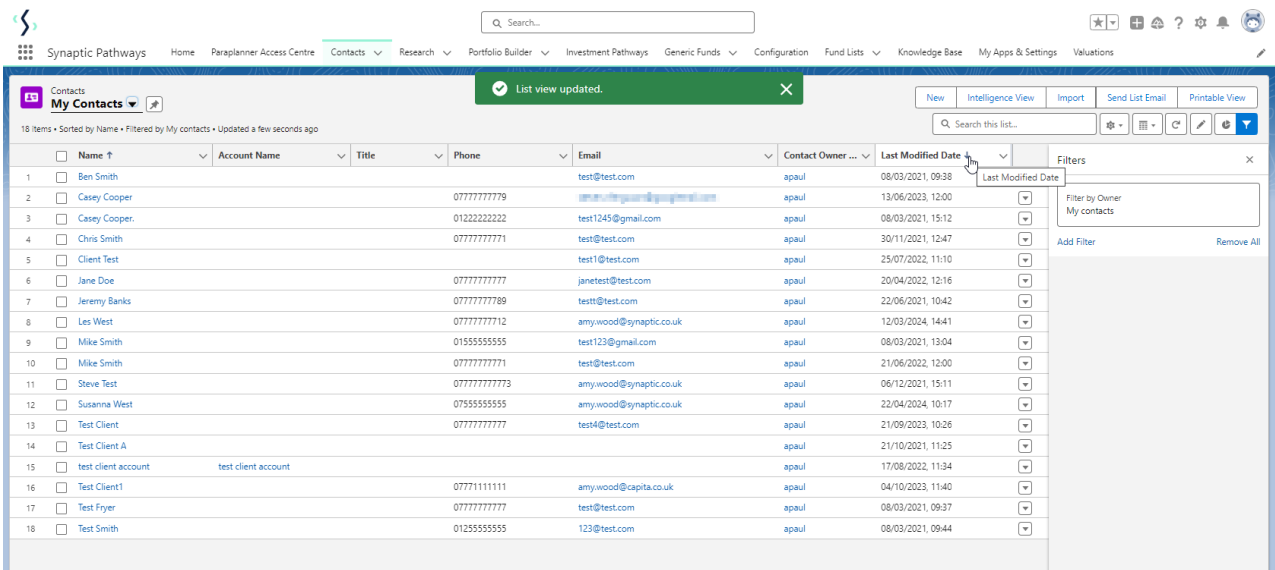 Search...
Synaptic Pathways Home Paraplanner Access Centre Contacts Research Portfolio Builder Investment Pathways Generic Funds Configuration Fund Lists Knowledge Base My Apps & Settings Valuations
List view updated.
Contacts
My Contacts
New Intelligence View Import Send List Email Printable View
18 items • Sorted by Name • Filtered by My contacts • Updated a few seconds ago
Search this list...
Name ↑ Account Name Title Phone Email Contact Owner ... Last Modified Date ↓
Last Modified Date
1 Ben Smith test@test.com apaul 08/03/2021, 09:38
2 Casey Cooper 07777777779 apaul 13/06/2023, 12:00
3 Casey Cooper. 01222222222 test1245@gmail.com apaul 08/03/2021, 15:12
4 Chris Smith 07777777771 test@test.com apaul 30/11/2021, 12:47
5 Client Test test1@test.com apaul 25/07/2022, 11:10
6 Jane Doe 07777777777 janetest@test.com apaul 20/04/2022, 12:16
7 Jeremy Banks 07777777789 testt@test.com apaul 22/06/2021, 10:42
8 Les West 07777777712 amy.wood@synaptic.co.uk apaul 12/03/2024, 14:41
9 Mike Smith 01555555555 test123@gmail.com apaul 08/03/2021, 13:04
10 Mike Smith 07777777771 test@test.com apaul 21/06/2022, 12:00
11 Steve Test 077777777773 amy.wood@synaptic.co.uk apaul 06/12/2021, 15:11
12 Susanna West 07555555555 amy.wood@synaptic.co.uk apaul 22/04/2024, 10:17
13 Test Client 07777777777 test4@test.com apaul 21/09/2023, 10:26
14 Test Client A apaul 21/10/2021, 11:25
15 test client account test client account apaul 17/08/2022, 11:34
16 Test Client1 07771111111 amy.wood@capita.co.uk apaul 04/10/2023, 11:40
17 Test Fryer 07777777777 test@test.com apaul 08/03/2021, 09:37
18 Test Smith 01255555555 123@test.com apaul 08/03/2021, 09:44
Filters
Filter by Owner
My contacts
Add Filter Remove All